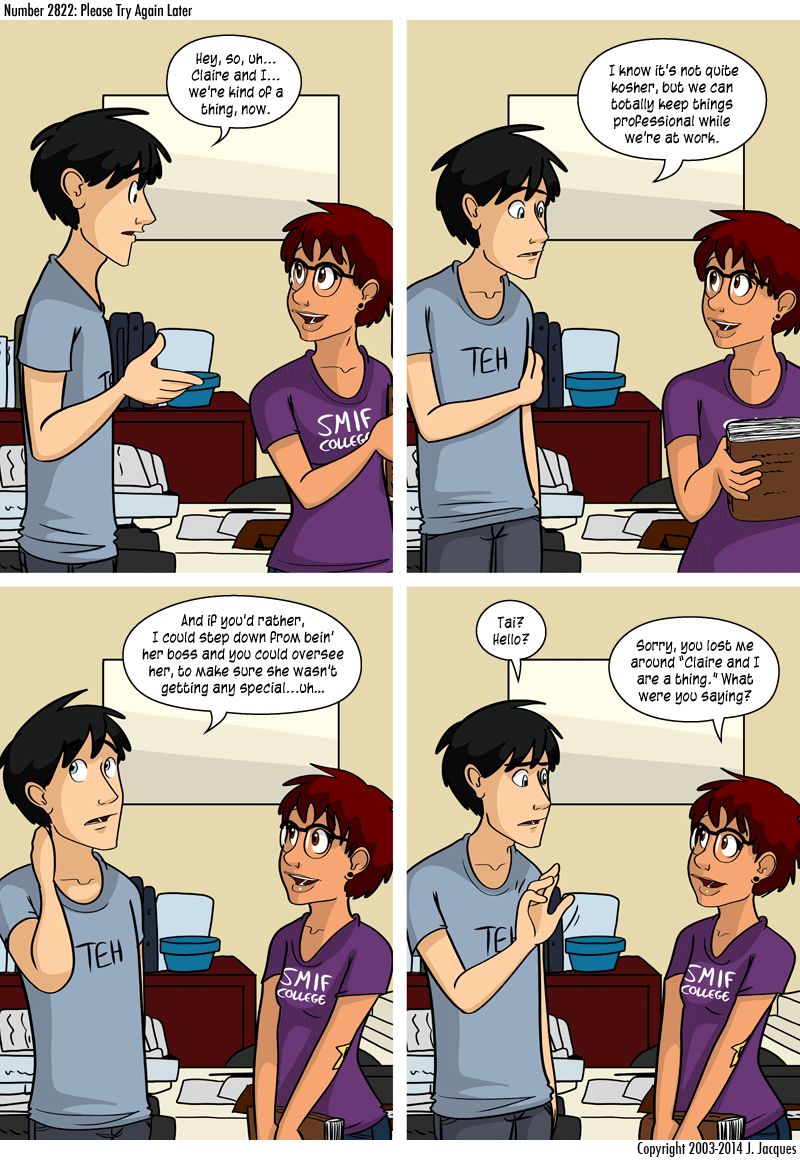 Number 2822: Please Try Again Later
Hey, so, uh...
Claire and I...
we're kind of a
thing, now.
TEH
SMIF
COLLEGE
I know it's not quite
kosher, but we can
totally keep things
professional while
we're at work.
TEH
And if you'd rather,
I could step down from bein'
her boss and you could oversee
her, to make sure she wasn't
getting any special...uh...
TEH
SMIF
COLLEGE
Tai?
Hello?
Sorry, you lost me
around "Claire and I
are a thing." What
were you saying?
TEH
SMIF
COLLEGE
Copyright 2003-2014 J. Jacques